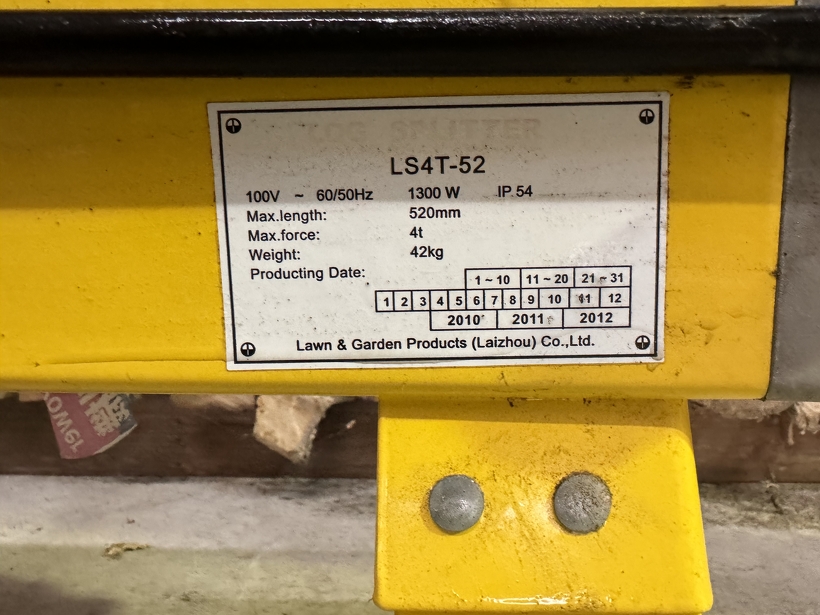 LOG SPLITTER
LS4T-52
100V ~ 60/50Hz 1300 W IP 54
Max.length: 520mm
Max.force: 4t
Weight: 42kg
Producting Date:
1~10 11~20 21~31
1 2 3 4 5 6 7 8 9 10 11 12
2010 2011 2012
Lawn & Garden Products (Laizhou) Co.,Ltd.